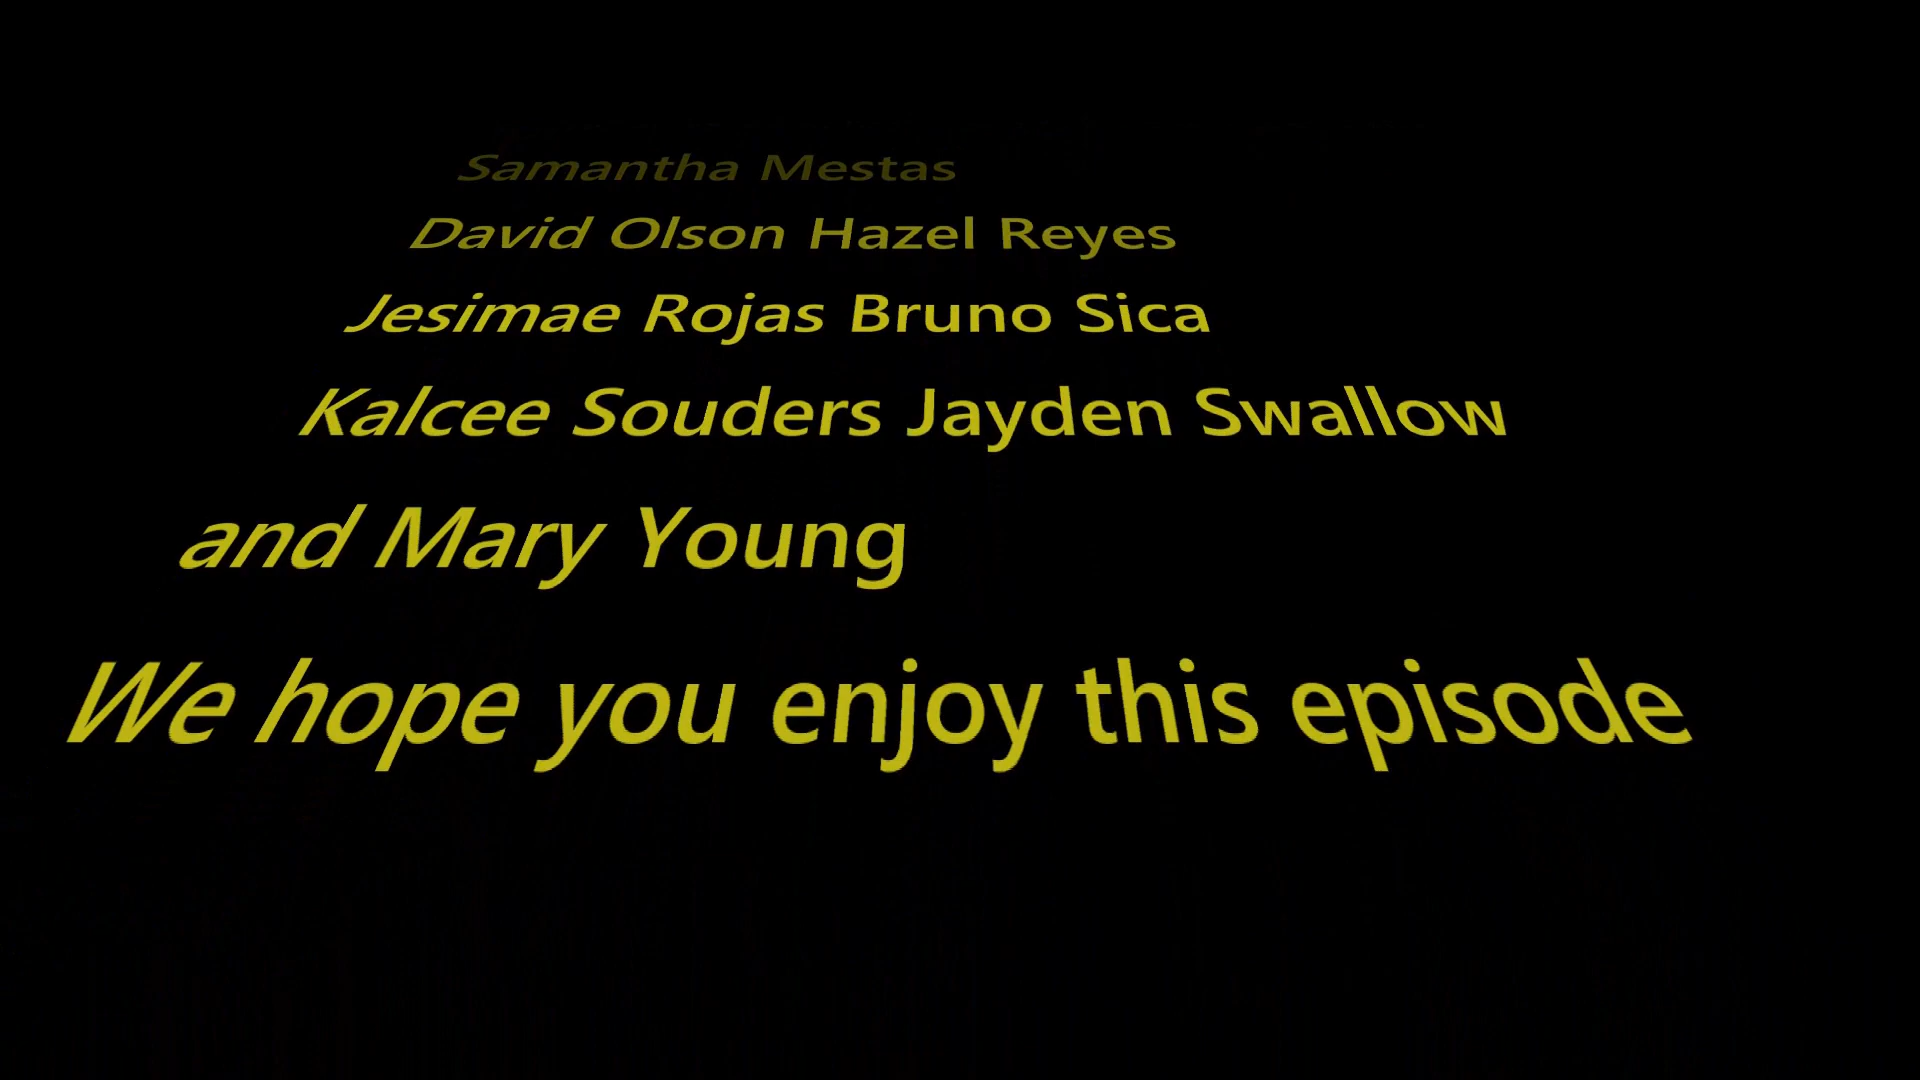 Samantha Mestas
David Olson Hazel Reyes
Jesimae Rojas Bruno Sica
Kalcee Souders Jayden Swallow
and Mary Young
We hope you enjoy this episode